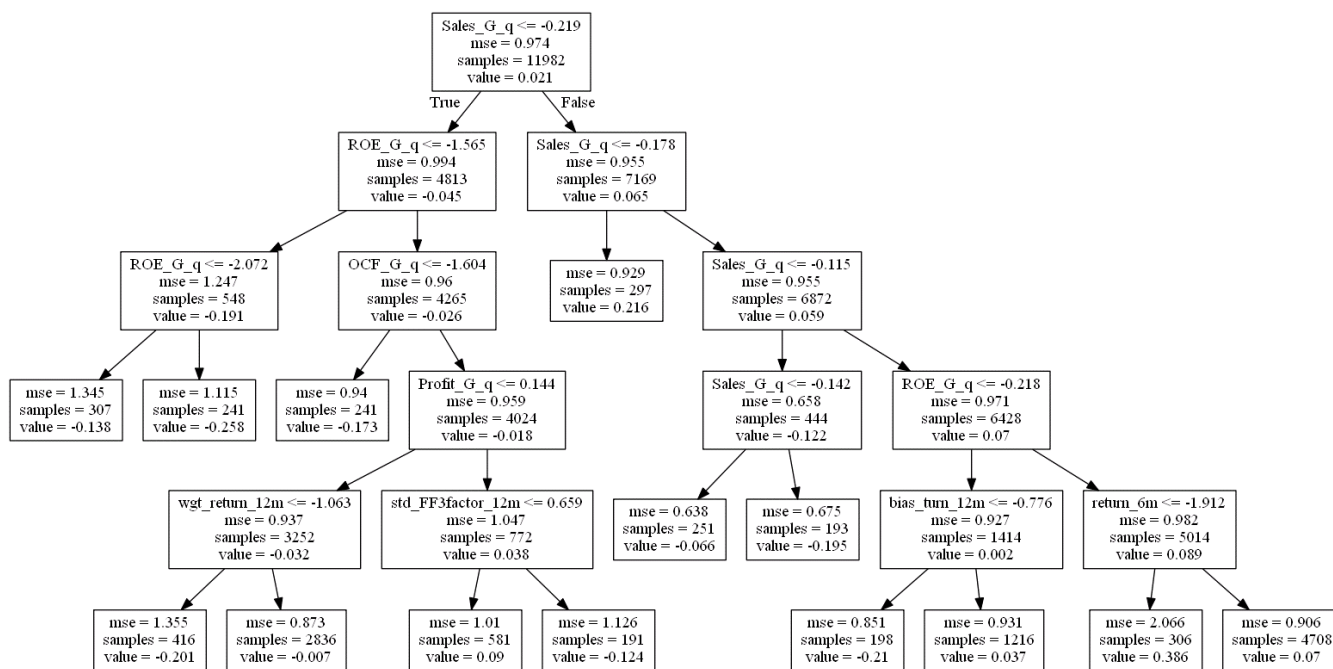 Sales_G_q <= -0.219
mse = 0.974
samples = 11982
value = 0.021
True
False
ROE_G_q <= -1.565
mse = 0.994
samples = 4813
value = -0.045
Sales_G_q <= -0.178
mse = 0.955
samples = 7169
value = 0.065
ROE_G_q <= -2.072
mse = 1.247
samples = 548
value = -0.191
OCF_G_q <= -1.604
mse = 0.96
samples = 4265
value = -0.026
mse = 0.929
samples = 297
value = 0.216
Sales_G_q <= -0.115
mse = 0.955
samples = 6872
value = 0.059
mse = 1.345
samples = 307
value = -0.138
mse = 1.115
samples = 241
value = -0.258
mse = 0.94
samples = 241
value = -0.173
Profit_G_q <= 0.144
mse = 0.959
samples = 4024
value = -0.018
Sales_G_q <= -0.142
mse = 0.658
samples = 444
value = -0.122
ROE_G_q <= -0.218
mse = 0.971
samples = 6428
value = 0.07
wgt_return_12m <= -1.063
mse = 0.937
samples = 3252
value = -0.032
std_FF3factor_12m <= 0.659
mse = 1.047
samples = 772
value = 0.038
mse = 0.638
samples = 251
value = -0.066
mse = 0.675
samples = 193
value = -0.195
bias_turn_12m <= -0.776
mse = 0.927
samples = 1414
value = 0.002
return_6m <= -1.912
mse = 0.982
samples = 5014
value = 0.089
mse = 1.355
samples = 416
value = -0.201
mse = 0.873
samples = 2836
value = -0.007
mse = 1.01
samples = 581
value = 0.09
mse = 1.126
samples = 191
value = -0.124
mse = 0.851
samples = 198
value = -0.21
mse = 0.931
samples = 1216
value = 0.037
mse = 2.066
samples = 306
value = 0.386
mse = 0.906
samples = 4708
value = 0.07